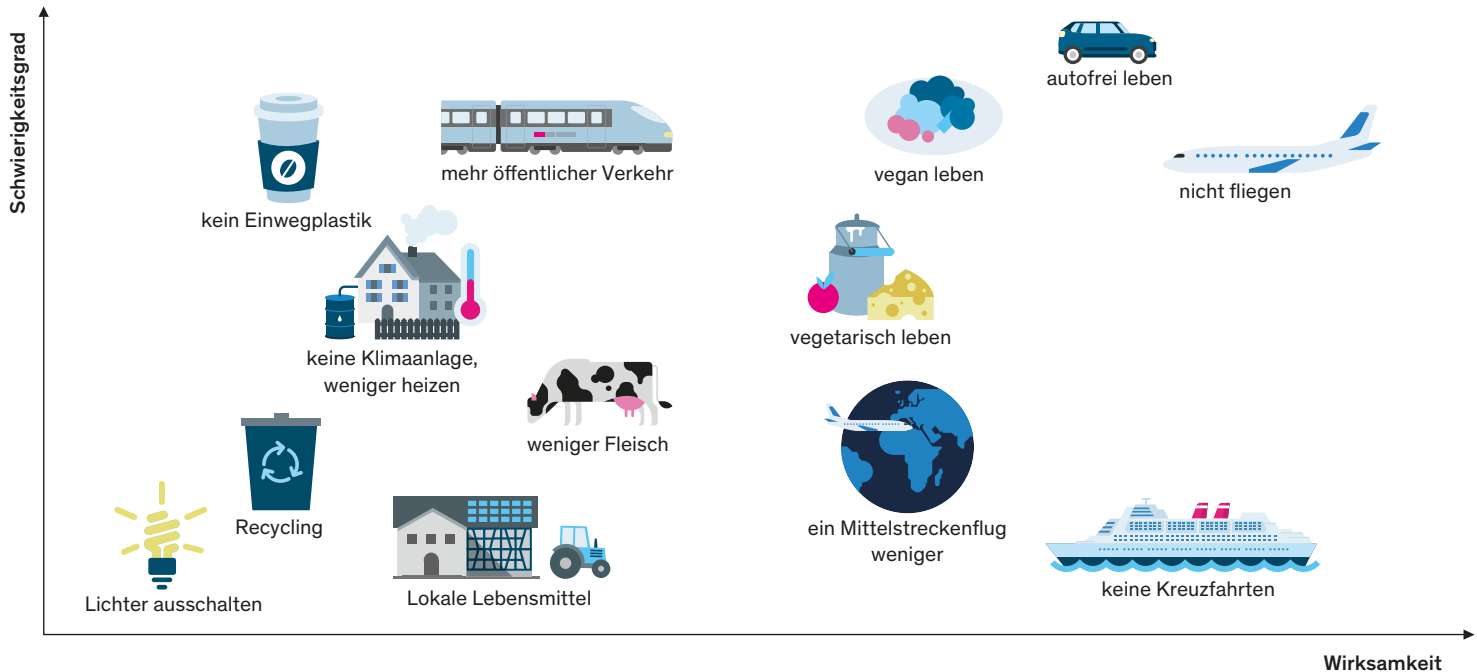 Schwierigkeitsgrad
autofrei leben
kein Einwegplastik
mehr öffentlicher Verkehr
vegan leben
nicht fliegen
keine Klimaanlage,
weniger heizen
vegetarisch leben
weniger Fleisch
Recycling
ein Mittelstreckenflug
weniger
Lichter ausschalten
Lokale Lebensmittel
keine Kreuzfahrten
Wirksamkeit